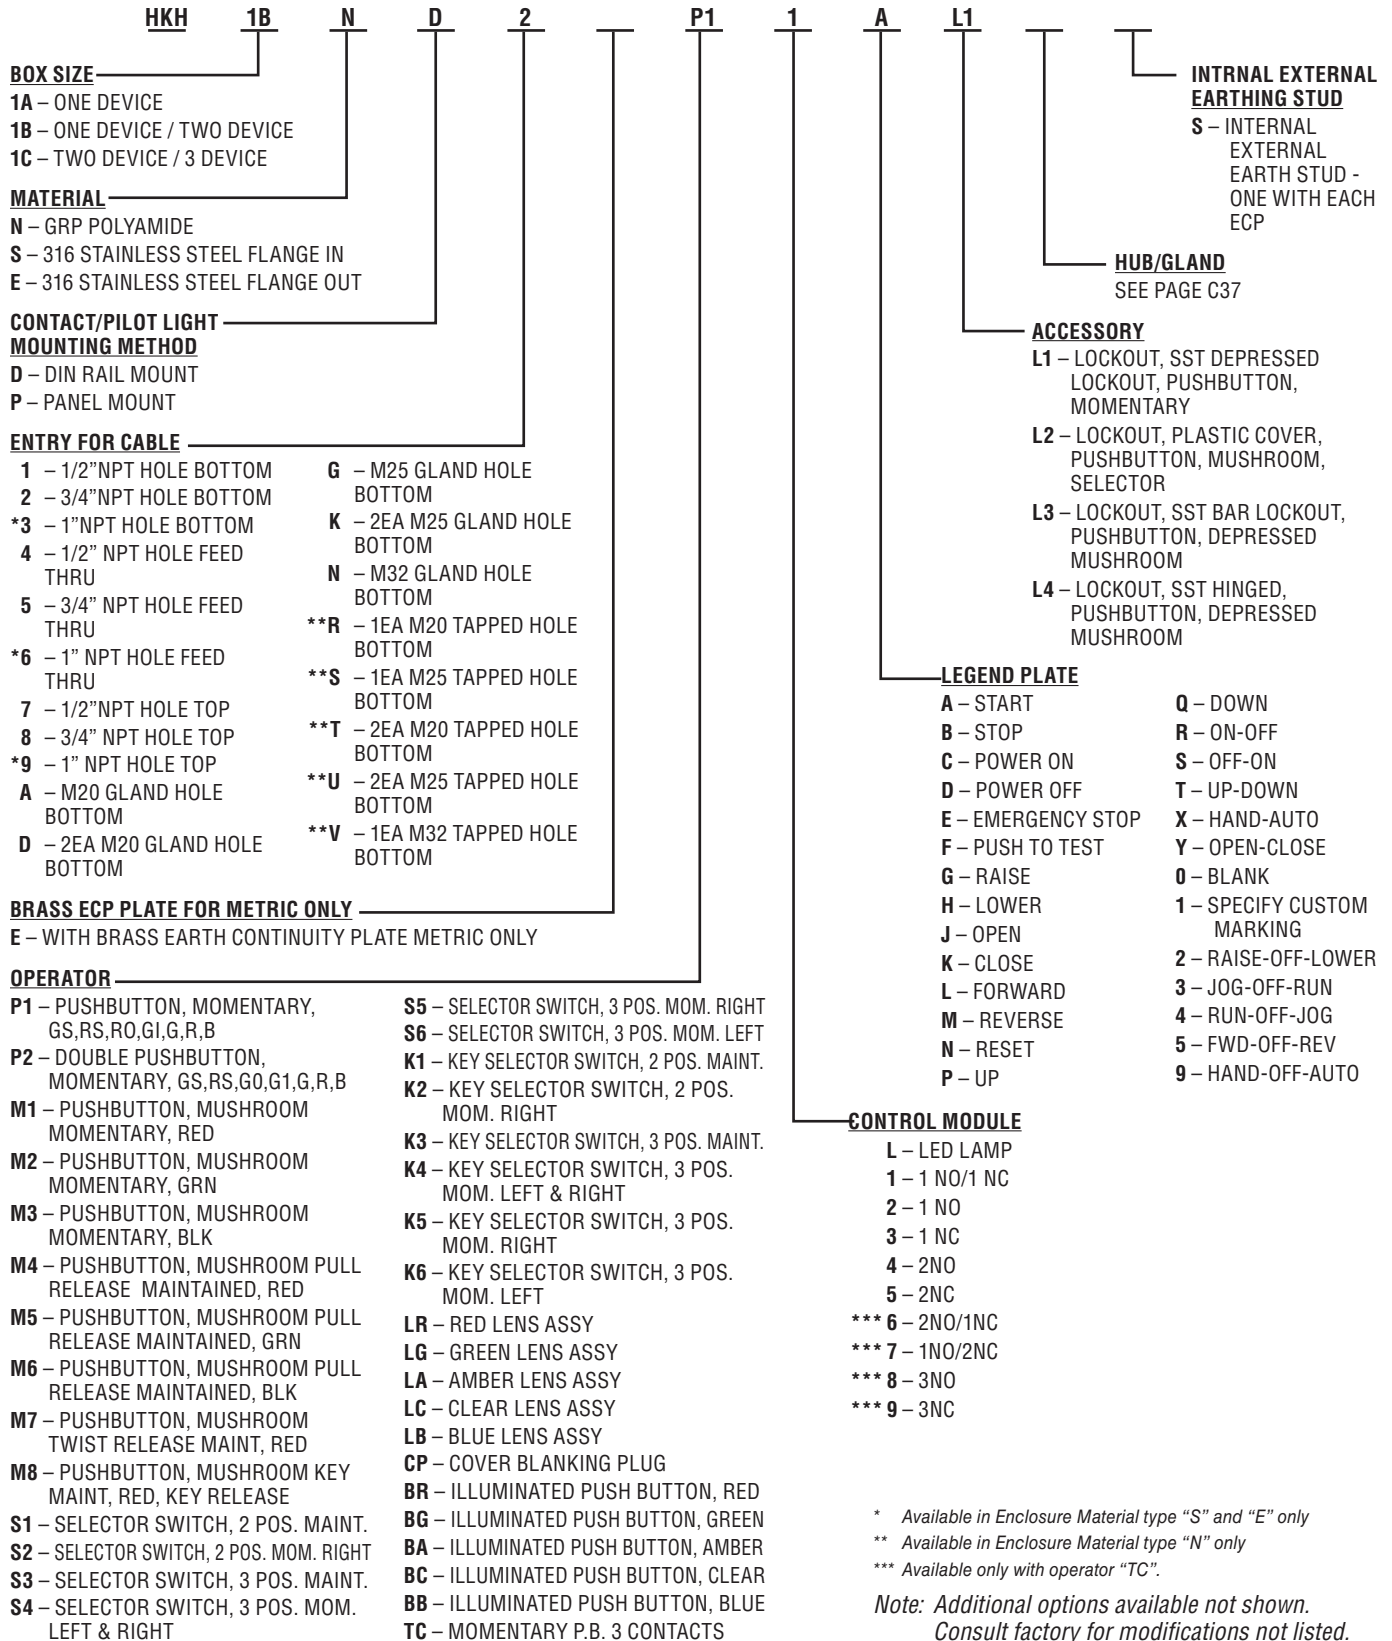 HKH 1B N D 2 P1 1 A L1
BOX SIZE
1A – ONE DEVICE
1B – ONE DEVICE / TWO DEVICE
1C – TWO DEVICE / 3 DEVICE
MATERIAL
N – GRP POLYAMIDE
S – 316 STAINLESS STEEL FLANGE IN
E – 316 STAINLESS STEEL FLANGE OUT
CONTACT/PILOT LIGHT
MOUNTING METHOD
D – DIN RAIL MOUNT
P – PANEL MOUNT
ENTRY FOR CABLE
1 – 1/2”NPT HOLE BOTTOM
2 – 3/4”NPT HOLE BOTTOM
*3 – 1”NPT HOLE BOTTOM
4 – 1/2” NPT HOLE FEED
THRU
5 – 3/4” NPT HOLE FEED
THRU
*6 – 1” NPT HOLE FEED
THRU
7 – 1/2”NPT HOLE TOP
8 – 3/4” NPT HOLE TOP
*9 – 1” NPT HOLE TOP
A – M20 GLAND HOLE
BOTTOM
D – 2EA M20 GLAND HOLE
BOTTOM
G – M25 GLAND HOLE
BOTTOM
K – 2EA M25 GLAND HOLE
BOTTOM
N – M32 GLAND HOLE
BOTTOM
**R – 1EA M20 TAPPED HOLE
BOTTOM
**S – 1EA M25 TAPPED HOLE
BOTTOM
**T – 2EA M20 TAPPED HOLE
BOTTOM
**U – 2EA M25 TAPPED HOLE
BOTTOM
**V – 1EA M32 TAPPED HOLE
BOTTOM
BRASS ECP PLATE FOR METRIC ONLY
E – WITH BRASS EARTH CONTINUITY PLATE METRIC ONLY
OPERATOR
P1 – PUSHBUTTON, MOMENTARY,
GS,RS,RO,GI,G,R,B
P2 – DOUBLE PUSHBUTTON,
MOMENTARY, GS,RS,G0,G1,G,R,B
M1 – PUSHBUTTON, MUSHROOM
MOMENTARY, RED
M2 – PUSHBUTTON, MUSHROOM
MOMENTARY, GRN
M3 – PUSHBUTTON, MUSHROOM
MOMENTARY, BLK
M4 – PUSHBUTTON, MUSHROOM PULL
RELEASE MAINTAINED, RED
M5 – PUSHBUTTON, MUSHROOM PULL
RELEASE MAINTAINED, GRN
M6 – PUSHBUTTON, MUSHROOM PULL
RELEASE MAINTAINED, BLK
M7 – PUSHBUTTON, MUSHROOM
TWIST RELEASE MAINT, RED
M8 – PUSHBUTTON, MUSHROOM KEY
MAINT, RED, KEY RELEASE
S1 – SELECTOR SWITCH, 2 POS. MAINT.
S2 – SELECTOR SWITCH, 2 POS. MOM. RIGHT
S3 – SELECTOR SWITCH, 3 POS. MAINT.
S4 – SELECTOR SWITCH, 3 POS. MOM.
LEFT & RIGHT
S5 – SELECTOR SWITCH, 3 POS. MOM. RIGHT
S6 – SELECTOR SWITCH, 3 POS. MOM. LEFT
K1 – KEY SELECTOR SWITCH, 2 POS. MAINT.
K2 – KEY SELECTOR SWITCH, 2 POS.
MOM. RIGHT
K3 – KEY SELECTOR SWITCH, 3 POS. MAINT.
K4 – KEY SELECTOR SWITCH, 3 POS.
MOM. LEFT & RIGHT
K5 – KEY SELECTOR SWITCH, 3 POS.
MOM. RIGHT
K6 – KEY SELECTOR SWITCH, 3 POS.
MOM. LEFT
LR – RED LENS ASSY
LG – GREEN LENS ASSY
LA – AMBER LENS ASSY
LC – CLEAR LENS ASSY
LB – BLUE LENS ASSY
CP – COVER BLANKING PLUG
BR – ILLUMINATED PUSH BUTTON, RED
BG – ILLUMINATED PUSH BUTTON, GREEN
BA – ILLUMINATED PUSH BUTTON, AMBER
BC – ILLUMINATED PUSH BUTTON, CLEAR
BB – ILLUMINATED PUSH BUTTON, BLUE
TC – MOMENTARY P.B. 3 CONTACTS
INTRNAL EXTERNAL
EARTHING STUD
S – INTERNAL
EXTERNAL
EARTH STUD -
ONE WITH EACH
ECP
HUB/GLAND
SEE PAGE C37
ACCESSORY
L1 – LOCKOUT, SST DEPRESSED
LOCKOUT, PUSHBUTTON,
MOMENTARY
L2 – LOCKOUT, PLASTIC COVER,
PUSHBUTTON, MUSHROOM,
SELECTOR
L3 – LOCKOUT, SST BAR LOCKOUT,
PUSHBUTTON, DEPRESSED
MUSHROOM
L4 – LOCKOUT, SST HINGED,
PUSHBUTTON, DEPRESSED
MUSHROOM
LEGEND PLATE
A – START
B – STOP
C – POWER ON
D – POWER OFF
E – EMERGENCY STOP
F – PUSH TO TEST
G – RAISE
H – LOWER
J – OPEN
K – CLOSE
L – FORWARD
M – REVERSE
N – RESET
P – UP
Q – DOWN
R – ON-OFF
S – OFF-ON
T – UP-DOWN
X – HAND-AUTO
Y – OPEN-CLOSE
0 – BLANK
1 – SPECIFY CUSTOM
MARKING
2 – RAISE-OFF-LOWER
3 – JOG-OFF-RUN
4 – RUN-OFF-JOG
5 – FWD-OFF-REV
9 – HAND-OFF-AUTO
CONTROL MODULE
L – LED LAMP
1 – 1 NO/1 NC
2 – 1 NO
3 – 1 NC
4 – 2NO
5 – 2NC
*** 6 – 2NO/1NC
*** 7 – 1NO/2NC
*** 8 – 3NO
*** 9 – 3NC
* Available in Enclosure Material type “S” and “E” only
** Available in Enclosure Material type “N” only
*** Available only with operator “TC”.
Note: Additional options available not shown.
Consult factory for modifications not listed.